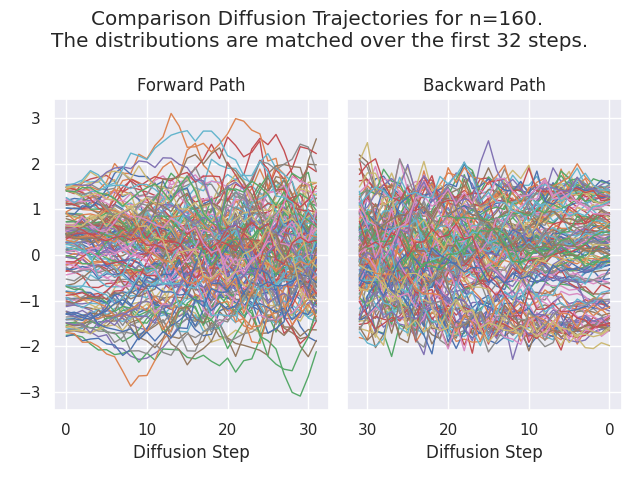 Comparison Diffusion Trajectories for n=160.
The distributions are matched over the first 32 steps.
Forward Path
Backward Path
3
2
1
0
−1
−2
−3
0 10 20 30
30 20 10 0
Diffusion Step
Diffusion Step